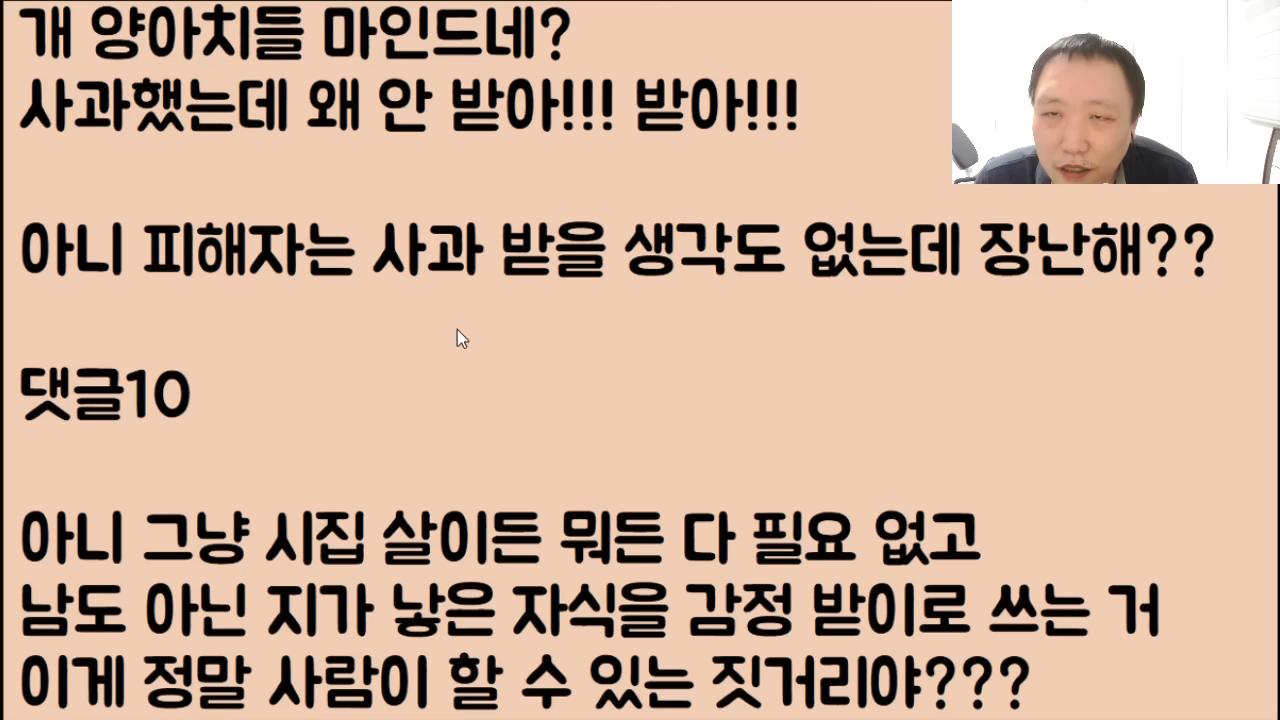 개 양아치들 마인드네?
사과했는데 왜 안 받아!!! 받아!!!
아니 피해자는 사과 받을 생각도 없는데 장난해??
댓글10
아니 그냥 시집 살이든 뭐든 다 필요 없고
남도 아닌 지가 낳은 자식을 감정 받이로 쓰는 거
이게 정말 사람이 할 수 있는 짓거리야???